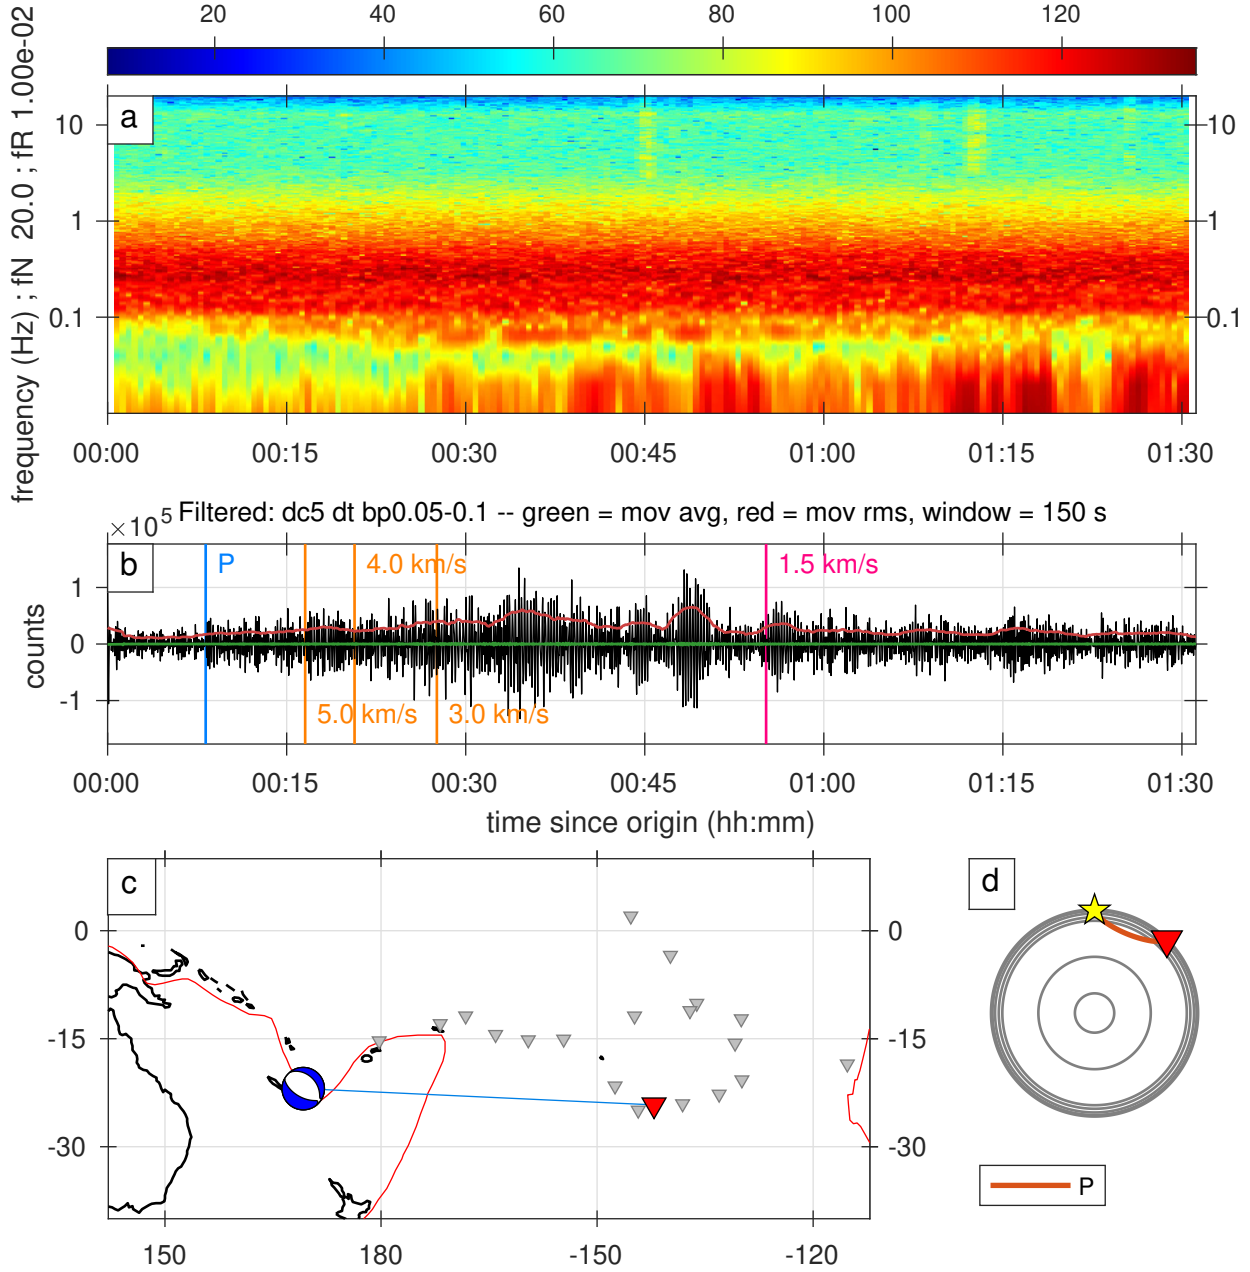 20 40 60 80 100 120
frequency (Hz) ; fN 20.0 ; fR 1.00e-02
a
10 10
1 1
0.1 0.1
00:00 00:15 00:30 00:45 01:00 01:15 01:30
×10^5 Filtered: dc5 dt bp0.05-0.1 -- green = mov avg, red = mov rms, window = 150 s
b
P 4.0 km/s 1.5 km/s
counts
1
0
-1
5.0 km/s 3.0 km/s
00:00 00:15 00:30 00:45 01:00 01:15 01:30
time since origin (hh:mm)
c
0 0
-15 -15
-30 -30
150 180 -150 -120
d
P